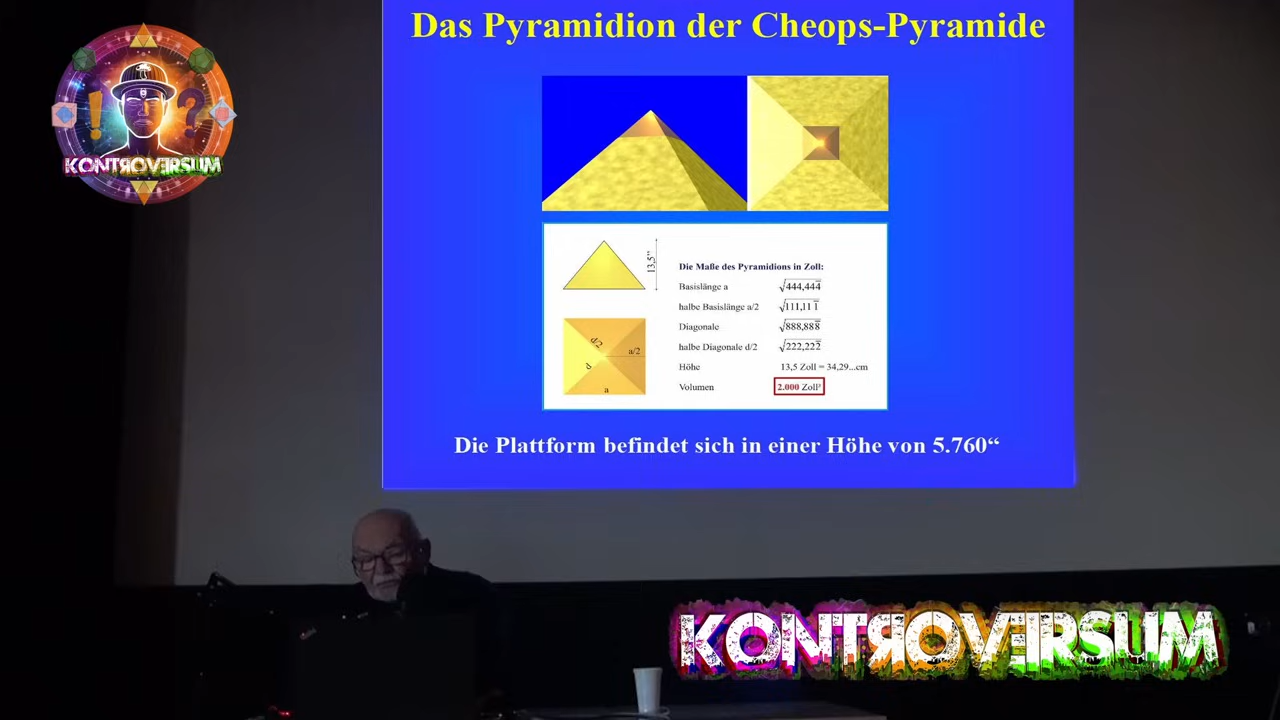 Das Pyramidion der Cheops-Pyramide
KONTROVERSUM
13,5"
Die Maße des Pyramidions in Zoll:
Basislänge a √444,444̅
halbe Basislänge a/2 √111,111̅
Diagonale √888,888̅
halbe Diagonale d/2 √222,222̅
Höhe 13,5 Zoll = 34,29...cm
Volumen 2.000 Zoll³
d/2
a/2
d
a
Die Plattform befindet sich in einer Höhe von 5.760“
KONTROVERSUM